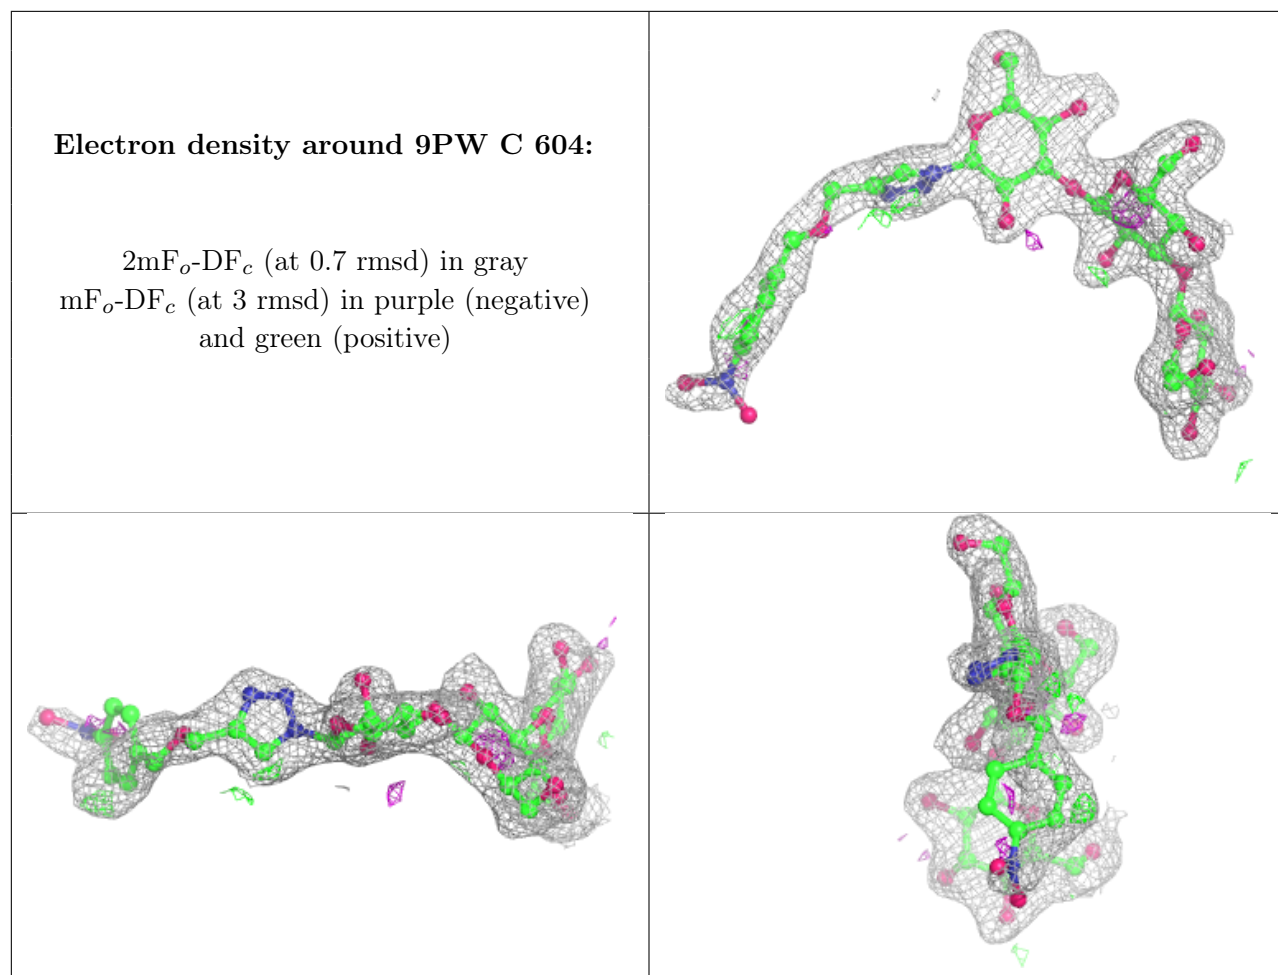 Electron density around 9PW C 604:
2mFₒ-DF𝒸 (at 0.7 rmsd) in gray
mFₒ-DF𝒸 (at 3 rmsd) in purple (negative)
and green (positive)